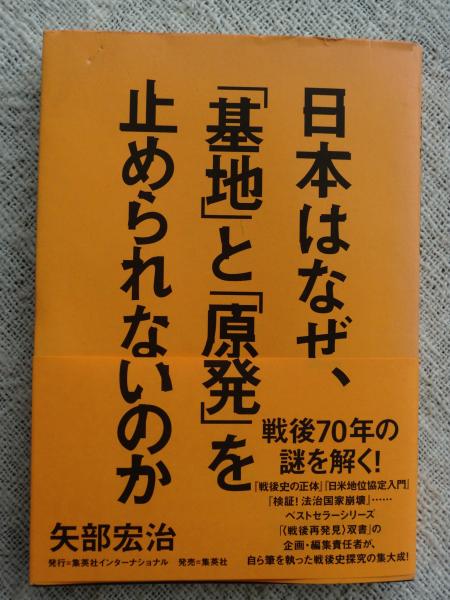 日本はなぜ、
「基地」と「原発」を
止められないのか
戦後70年の
謎を解く!
『戦後史の正体』『日米地位協定入門』
『検証!法治国家崩壊』……
ベストセラーシリーズ
『〈戦後再発見〉双書』の
企画・編集責任者が、
自ら筆を執った戦後史探究の集大成!
矢部宏治
発行=集英社インターナショナル 発売=集英社